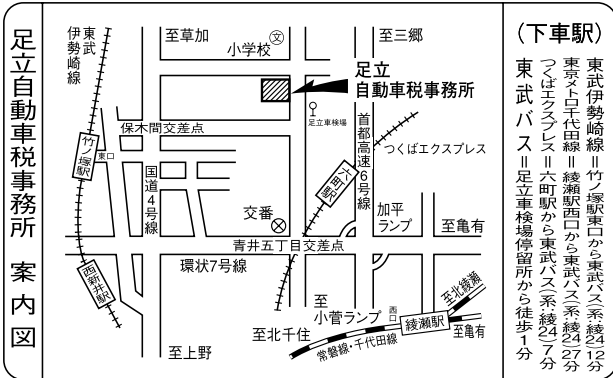 足立自動車税事務所 案内図
東武
伊勢崎線
至草加
小学校
文
至三郷
足立
自動車税事務所
足立車検場
保木間交差点
竹ノ塚駅
東口
国道4号線
首都高速6号線
つくばエクスプレス
六町駅
交番
加平
ランプ
至亀有
青井五丁目交差点
環状7号線
西新井駅
至
小菅ランプ
西口
綾瀬駅
至北綾瀬
至亀有
至北千住
常磐線・千代田線
至上野
(下車駅)
東武伊勢崎線=竹ノ塚駅東口から東武バス(系:綾24)12分
東京メトロ千代田線=綾瀬駅西口から東武バス(系:綾24)27分
つくばエクスプレス=六町駅から東武バス(系:綾24)7分
東武バス=足立車検場停留所から徒歩1分